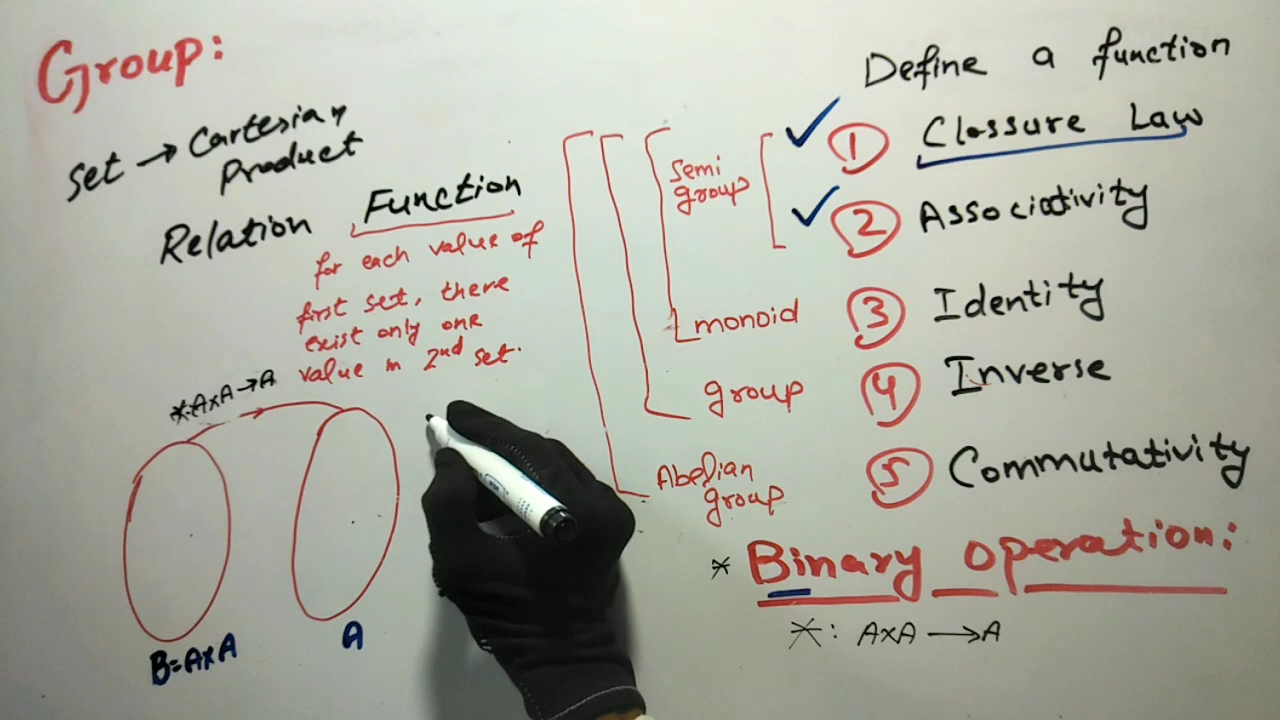 Group:
Set → Cartesian
Product
Relation Function
for each value of
first set, there
exist only one
value in 2nd set.
*:A×A→A
B=A×A
A
Define a function
1 Classure Law
2 Associativity
3 Identity
4 Inverse
5 Commutativity
Semi
group
monoid
group
Abelian
group
* Binary operation:
*: A×A → A